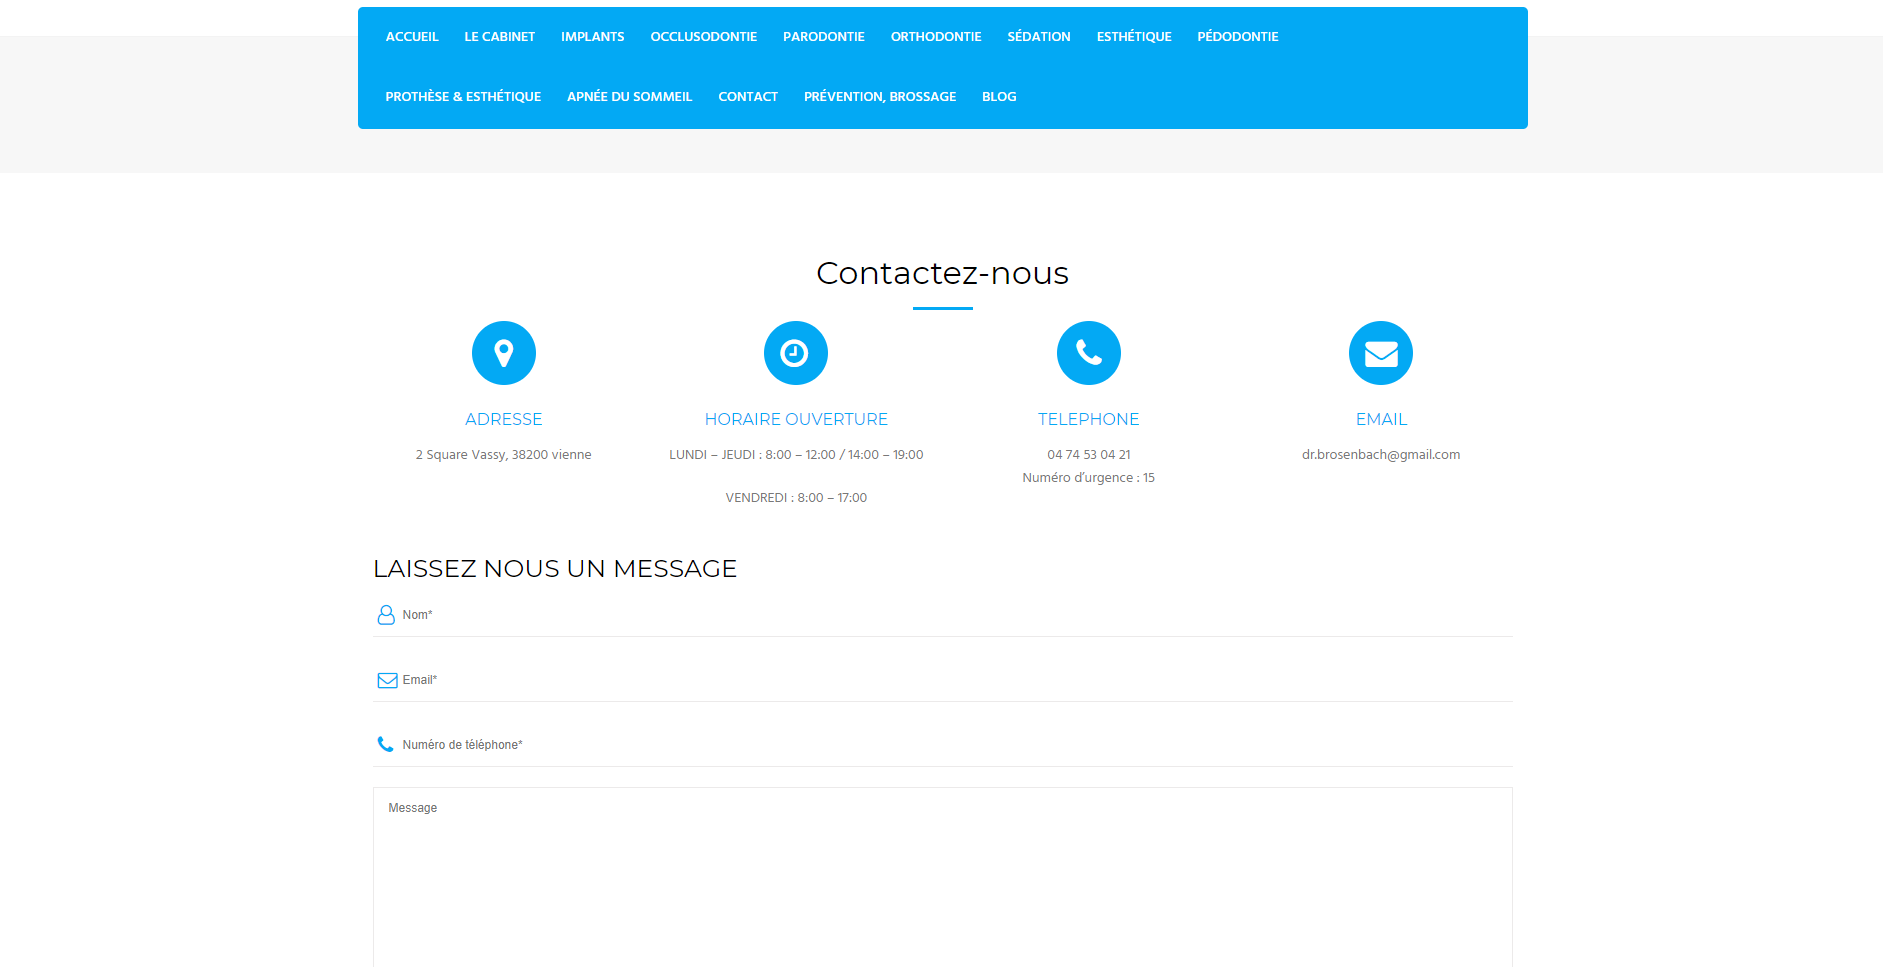 ACCUEIL LE CABINET IMPLANTS OCCLUSODONTIE PARODONTIE ORTHODONTIE SÉDATION ESTHÉTIQUE PÉDODONTIE
PROTHÈSE & ESTHÉTIQUE APNÉE DU SOMMEIL CONTACT PRÉVENTION, BROSSAGE BLOG
Contactez-nous
ADRESSE
2 Square Vassy, 38200 vienne
HORAIRE OUVERTURE
LUNDI – JEUDI : 8:00 – 12:00 / 14:00 – 19:00
VENDREDI : 8:00 – 17:00
TELEPHONE
04 74 53 04 21
Numéro d’urgence : 15
EMAIL
dr.brosenbach@gmail.com
LAISSEZ NOUS UN MESSAGE
Nom*
Email*
Numéro de téléphone*
Message